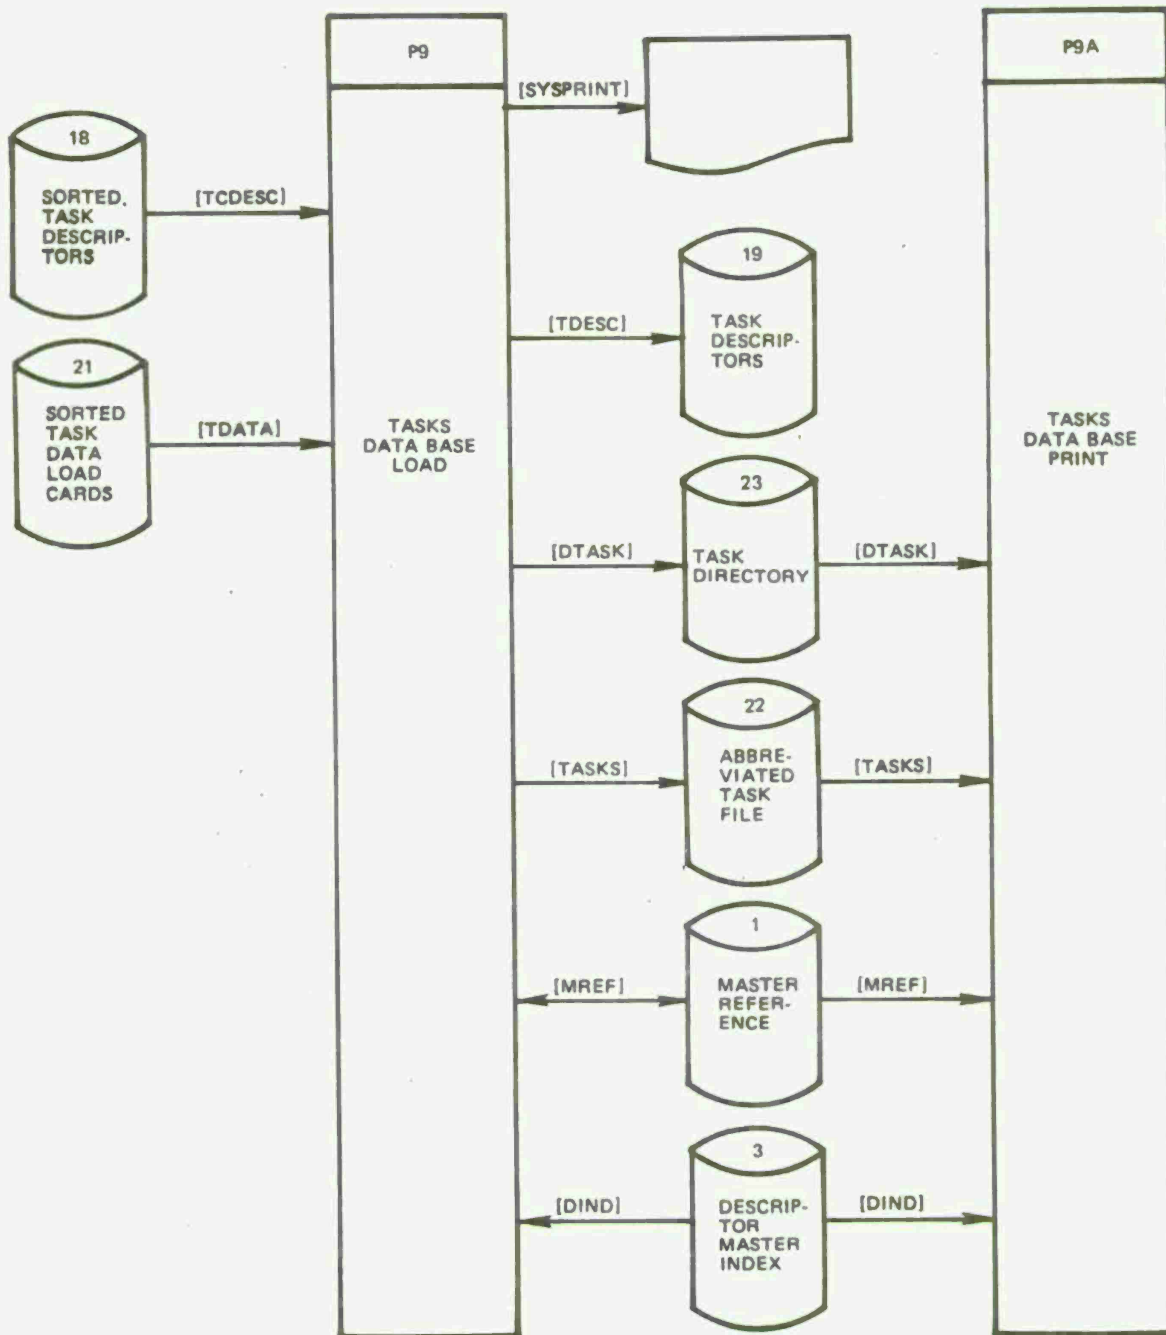 P9
P9A
[SYSPRINT]
18
SORTED.
TASK
DESCRIP-
TORS
[TCDESC]
19
[TDESC]
TASK
DESCRIP-
TORS
21
SORTED
TASK
DATA
LOAD
CARDS
[TDATA]
TASKS
DATA BASE
LOAD
TASKS
DATA BASE
PRINT
23
[DTASK]
TASK
DIRECTORY
[DTASK]
22
[TASKS]
ABBRE-
VIATED
TASK
FILE
[TASKS]
1
[MREF]
MASTER
REFER-
ENCE
[MREF]
3
[DIND]
DESCRIP-
TOR
MASTER
INDEX
[DIND]